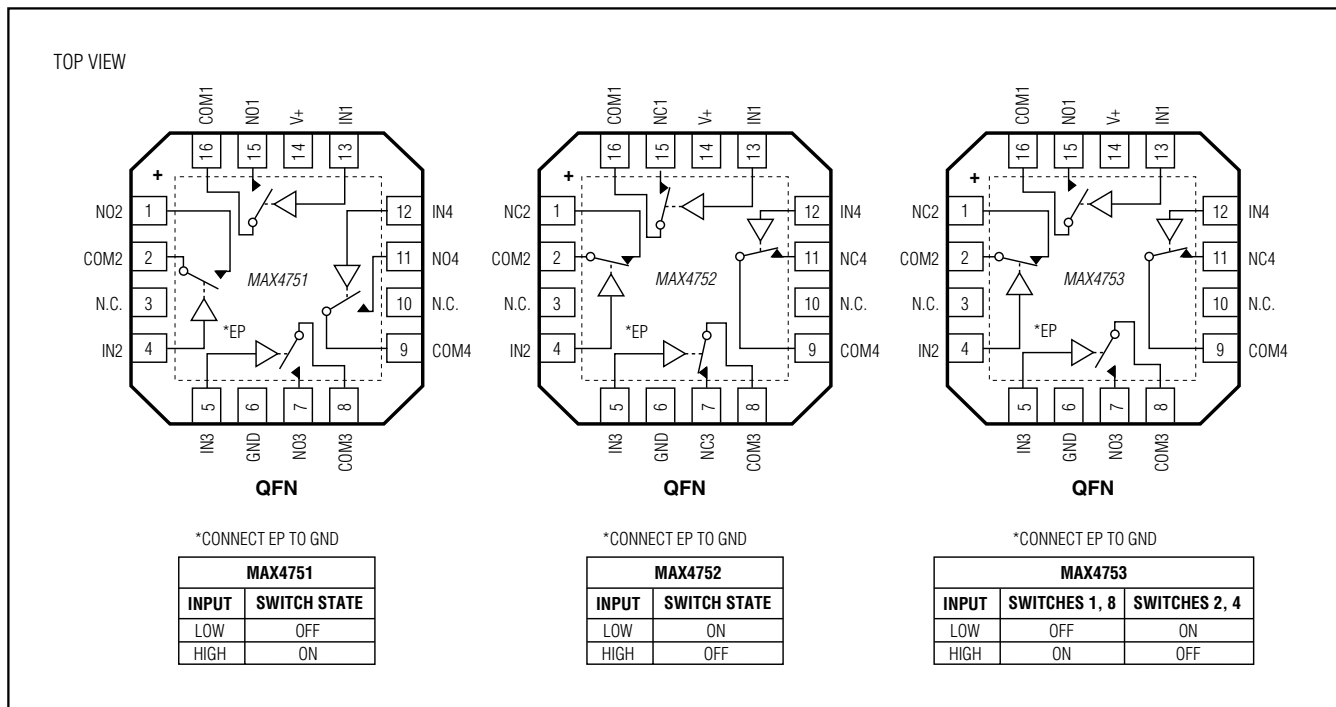 TOP VIEW
COM1 NO1 V+ IN1
16 15 14 13
+
NO2 1
COM2 2
N.C. 3
IN2 4
12 IN4
11 NO4
10 N.C.
9 COM4
MAX4751
*EP
5 6 7 8
IN3 GND NO3 COM3
QFN
*CONNECT EP TO GND
MAX4751
INPUT SWITCH STATE
LOW OFF
HIGH ON
COM1 NC1 V+ IN1
16 15 14 13
+
NC2 1
COM2 2
N.C. 3
IN2 4
12 IN4
11 NC4
10 N.C.
9 COM4
MAX4752
*EP
5 6 7 8
IN3 GND NC3 COM3
QFN
*CONNECT EP TO GND
MAX4752
INPUT SWITCH STATE
LOW ON
HIGH OFF
COM1 NO1 V+ IN1
16 15 14 13
+
NC2 1
COM2 2
N.C. 3
IN2 4
12 IN4
11 NC4
10 N.C.
9 COM4
MAX4753
*EP
5 6 7 8
IN3 GND NO3 COM3
QFN
*CONNECT EP TO GND
MAX4753
INPUT SWITCHES 1, 8 SWITCHES 2, 4
LOW OFF ON
HIGH ON OFF